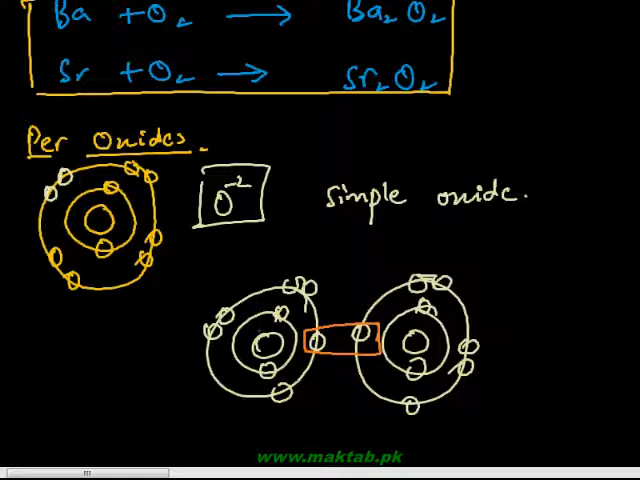 Ba + O₂ → Ba₂O₂
Sr + O₂ → Sr₂O₂
Per Oxides.
O⁻²
simple oxide.
www.maktab.pk